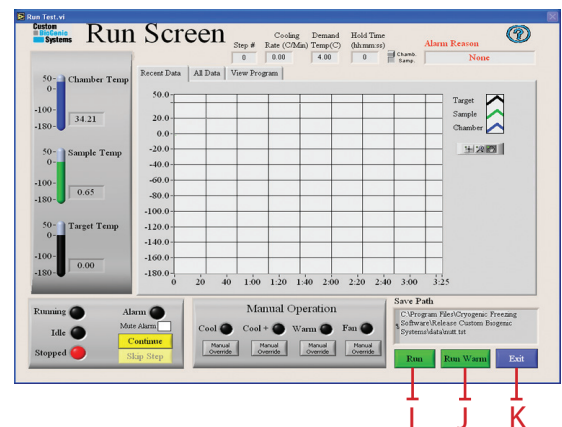 Run Test.vi
Custom
BioGenic
Systems
Run Screen
Step #
Cooling
Rate (C/Min)
Demand
Temp(C)
Hold Time
(hh:mm:ss)
0
0.00
4.00
0
Chamb.
Samp.
Alarm Reason
None
?
Recent Data
All Data
View Program
50-
0-
-100-
-180-
Chamber Temp
34.21
50-
0-
-100-
-180-
Sample Temp
0.65
50-
0-
-100-
-180-
Target Temp
0.00
50.0
20.0
0.0
-20.0
-40.0
-60.0
-80.0
-100.0
-120.0
-140.0
-160.0
-180.0
0 20 40 1:00 1:20 1:40 2:00 2:20 2:40 3:00 3:25
Target
Sample
Chamber
Running
Idle
Stopped
Alarm
Mute Alarm
Continue
Skip Step
Manual Operation
Cool
Cool +
Warm
Fan
Manual
Override
Manual
Override
Manual
Override
Manual
Override
Save Path
C:\Program Files\Cryogenic Freezing
Software\Release Custom Biogenic
Systems\data\mtt.txt
Run
Run Warm
Exit
I
J
K